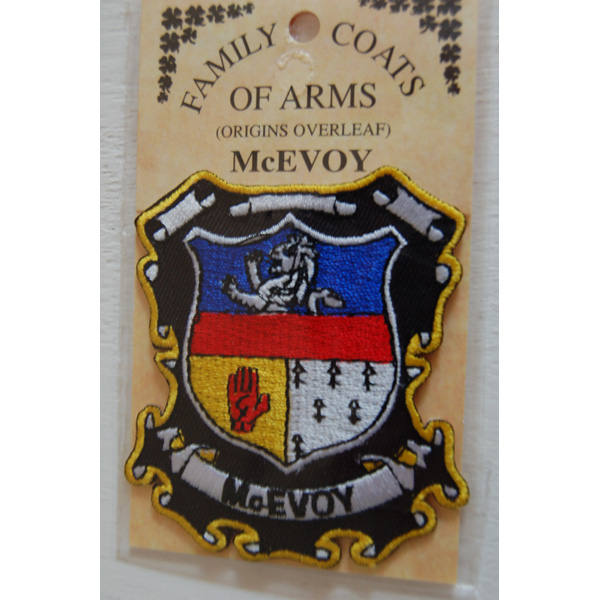 FAMILY COATS
OF ARMS
(ORIGINS OVERLEAF)
McEVOY
McEVOY